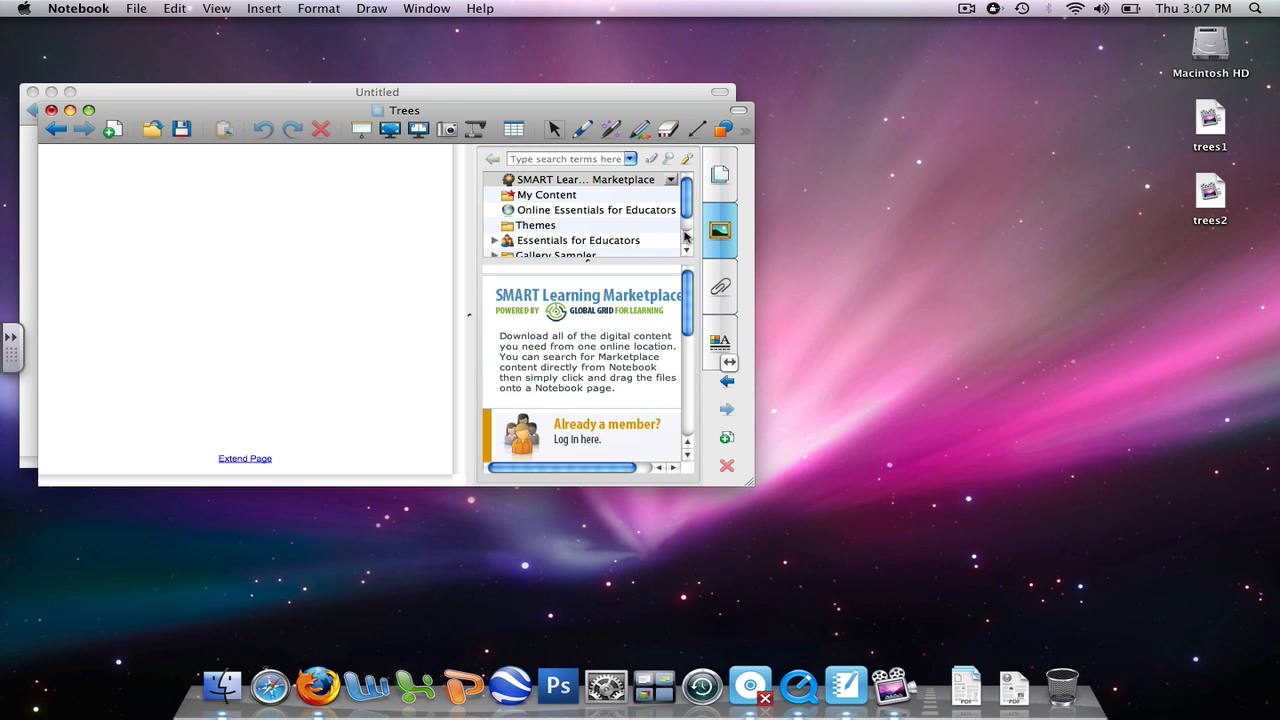 Notebook File Edit View Insert Format Draw Window Help Thu 3:07 PM
Macintosh HD
Untitled
Trees
trees1
Type search terms here
SMART Lear... Marketplace
My Content
Online Essentials for Educators
Themes
trees2
Essentials for Educators
Gallery Sampler
SMART Learning Marketplace
POWERED BY GLOBAL GRID FOR LEARNING
Download all of the digital content
you need from one online location.
You can search for Marketplace
content directly from Notebook
then simply click and drag the files
onto a Notebook page.
A
Already a member?
Log in here.
Extend Page
W X P Ps
PDF PDF